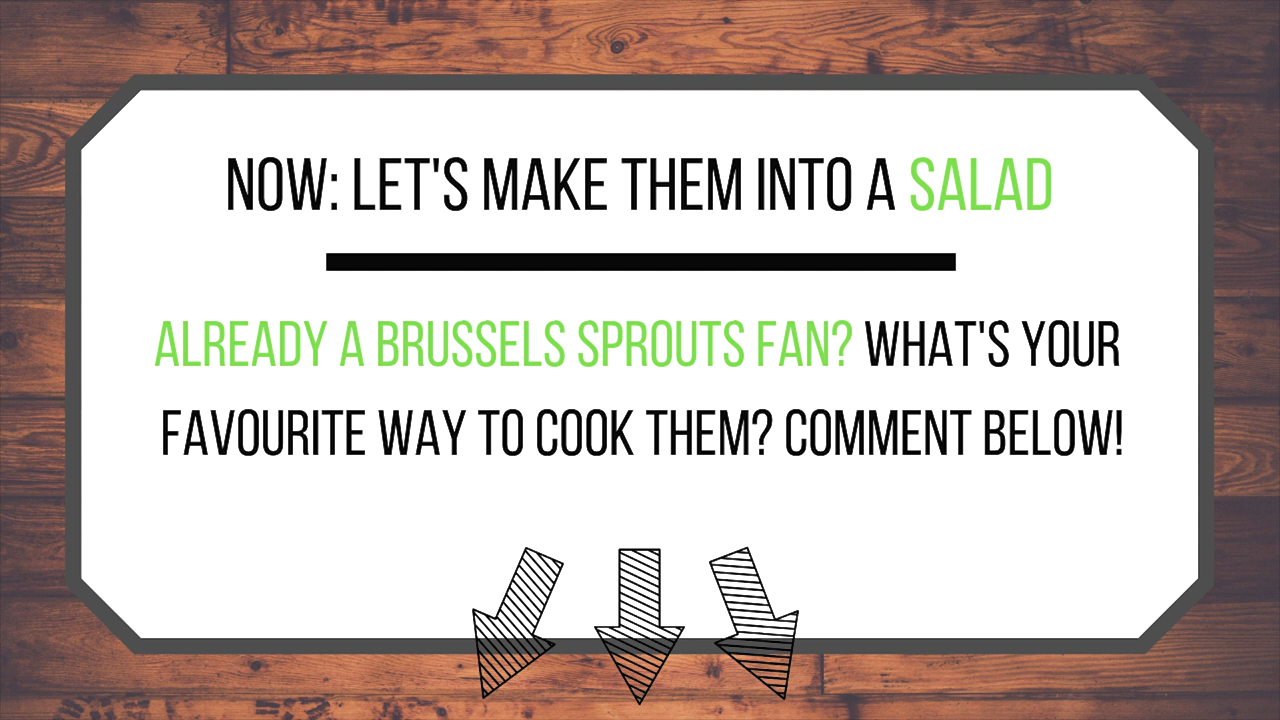 NOW: LET'S MAKE THEM INTO A SALAD
ALREADY A BRUSSELS SPROUTS FAN? WHAT'S YOUR
FAVOURITE WAY TO COOK THEM? COMMENT BELOW!